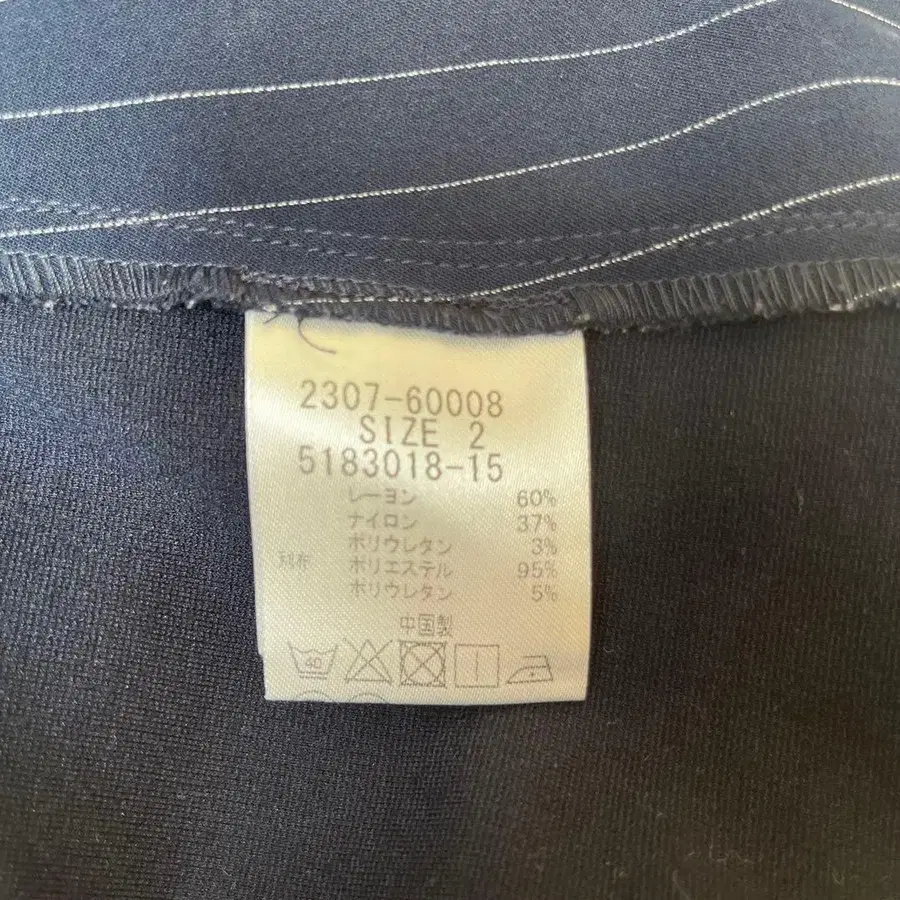 2307-60008
SIZE 2
5183018-15
レーヨン 60%
ナイロン 37%
ポリウレタン 3%
別布 ポリエステル 95%
ポリウレタン 5%
中国製
40